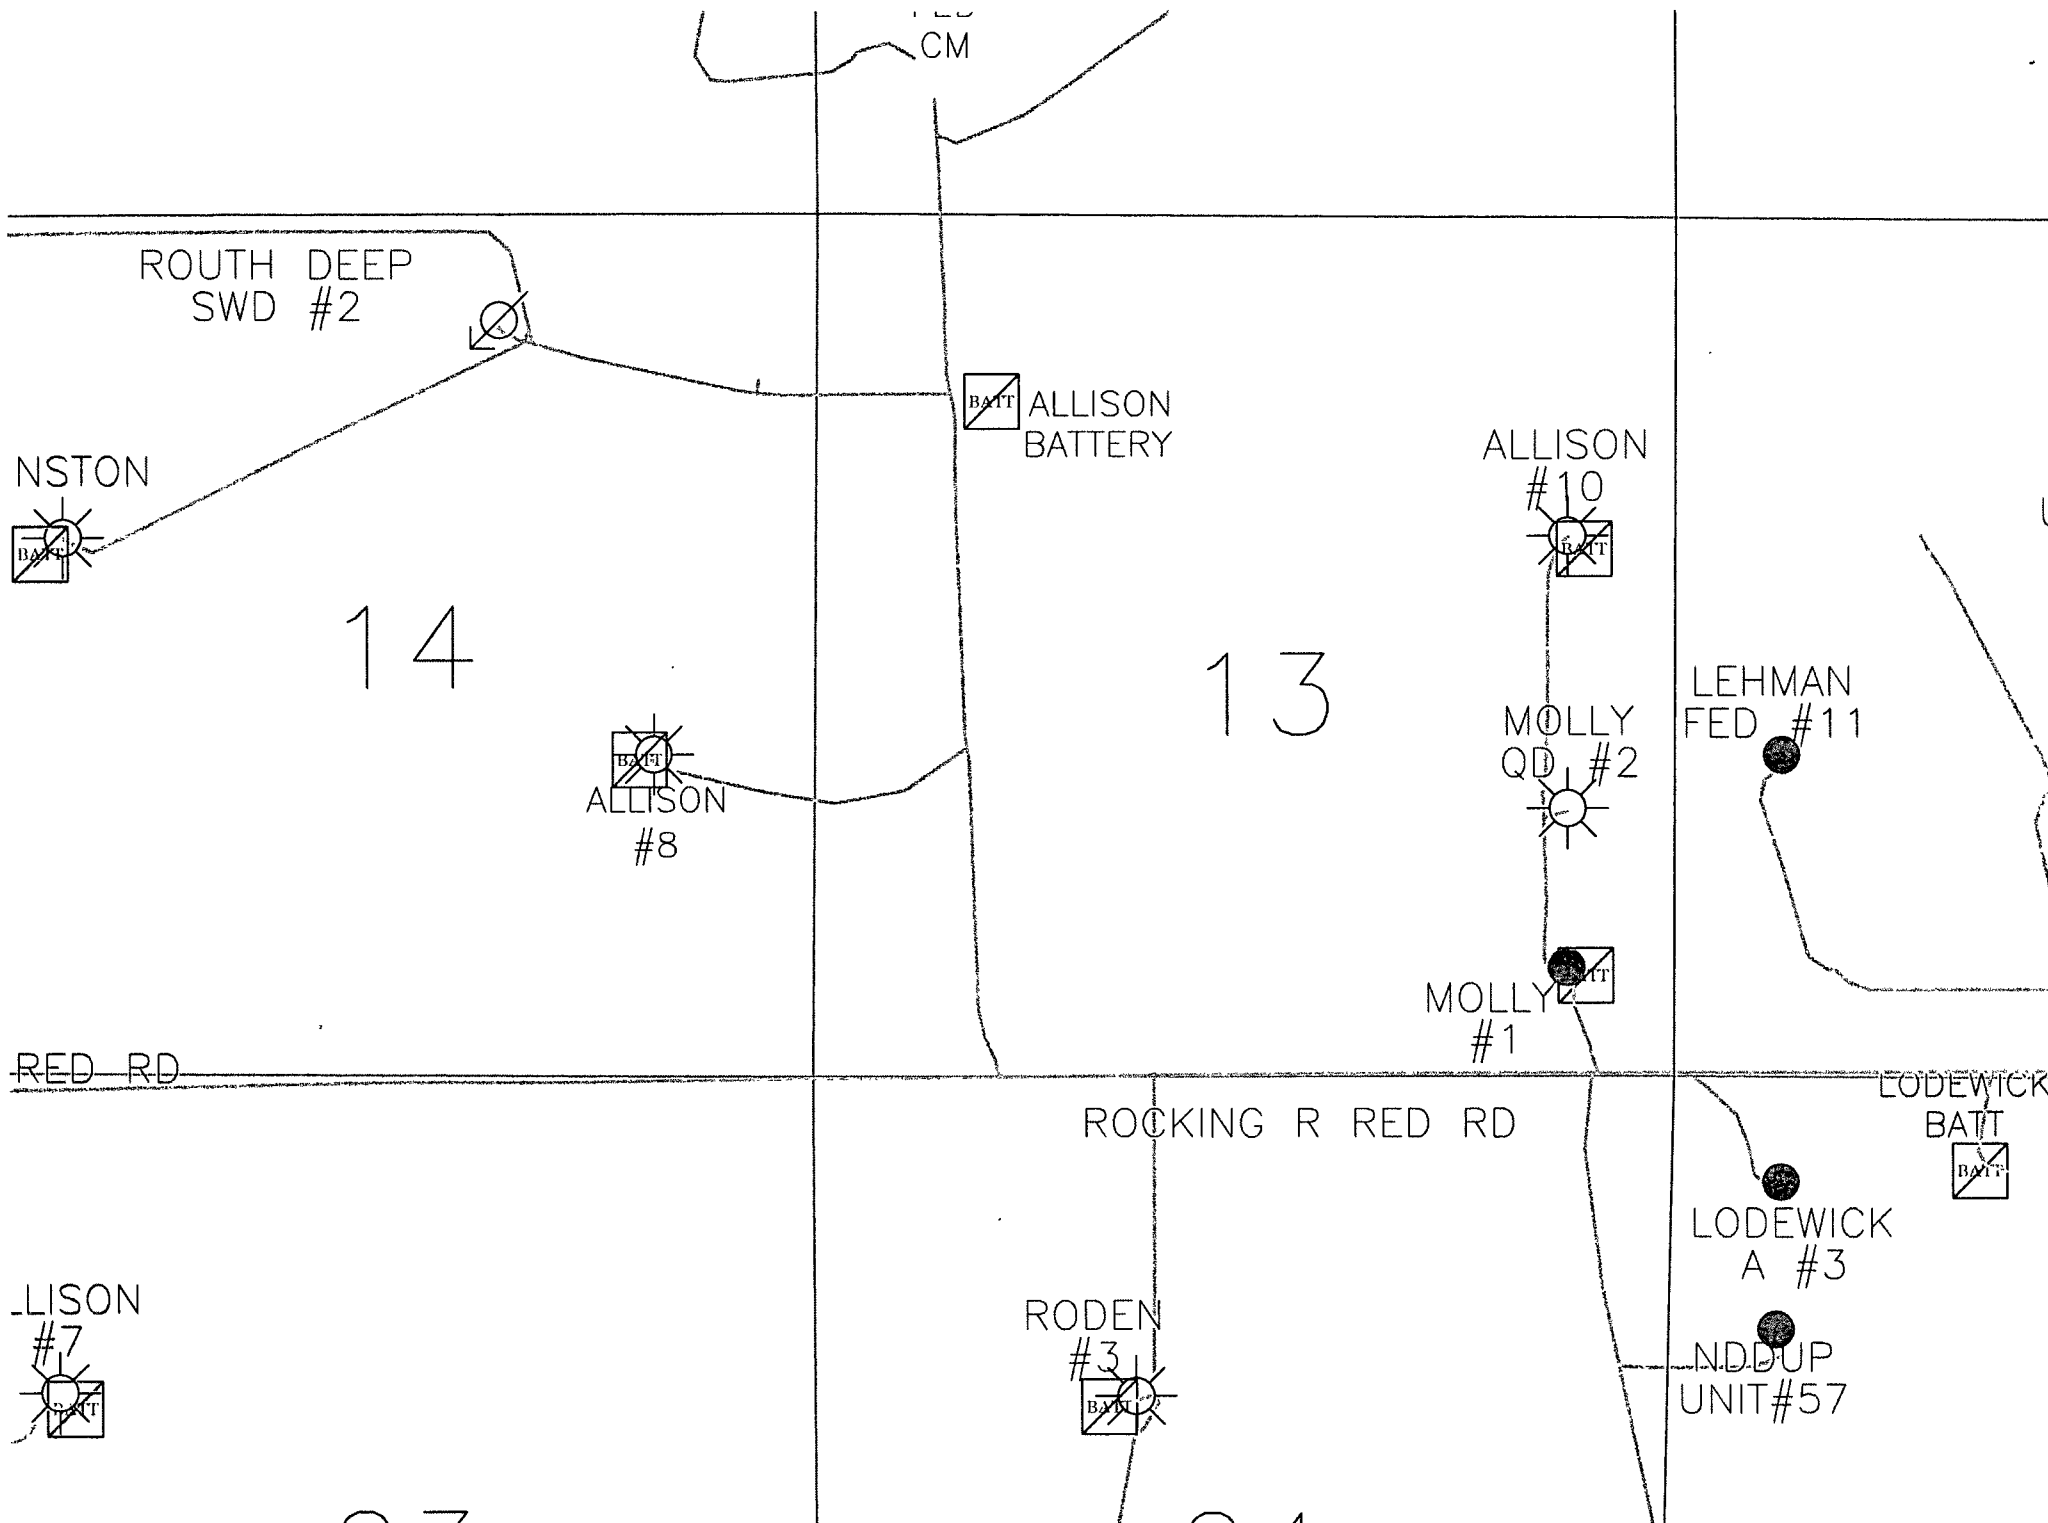 CM
ROUTH DEEP
SWD #2
BATT
ALLISON
BATTERY
ALLISON
#10
BATT
NSTON
BATT
14
13
LEHMAN
FED #11
MOLLY
QD #2
BATT
ALLISON
#8
BATT
MOLLY
#1
RED RD
LODEWICK
BATT
BATT
ROCKING R RED RD
LODEWICK
A #3
LLISON
#7
BATT
RODEN
#3
BATT
NDDUP
UNIT#57